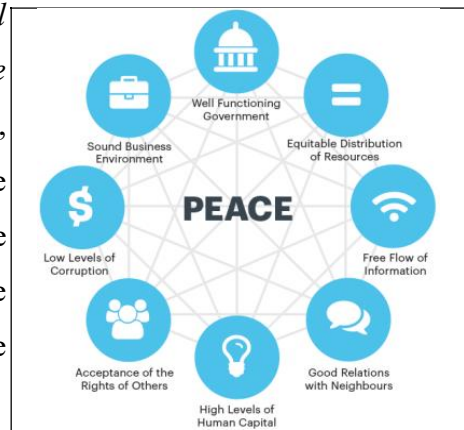 Well Functioning
Government
Sound Business
Environment
Equitable Distribution
of Resources
PEACE
Low Levels of
Corruption
Free Flow of
Information
Acceptance of the
Rights of Others
Good Relations
with Neighbours
High Levels of
Human Capital